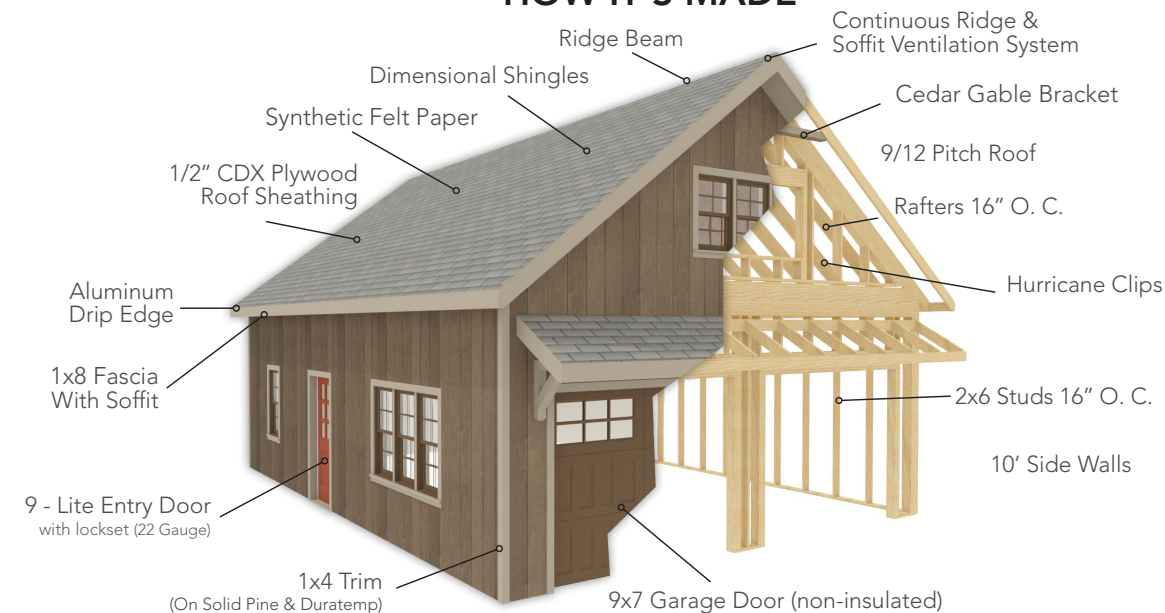 HOW IT'S MADE
Continuous Ridge &
Soffit Ventilation System
Ridge Beam
Dimensional Shingles
Cedar Gable Bracket
Synthetic Felt Paper
9/12 Pitch Roof
1/2" CDX Plywood
Roof Sheathing
Rafters 16" O. C.
Hurricane Clips
Aluminum
Drip Edge
1x8 Fascia
With Soffit
2x6 Studs 16" O. C.
10' Side Walls
9 - Lite Entry Door
with lockset (22 Gauge)
1x4 Trim
(On Solid Pine & Duratemp)
9x7 Garage Door (non-insulated)